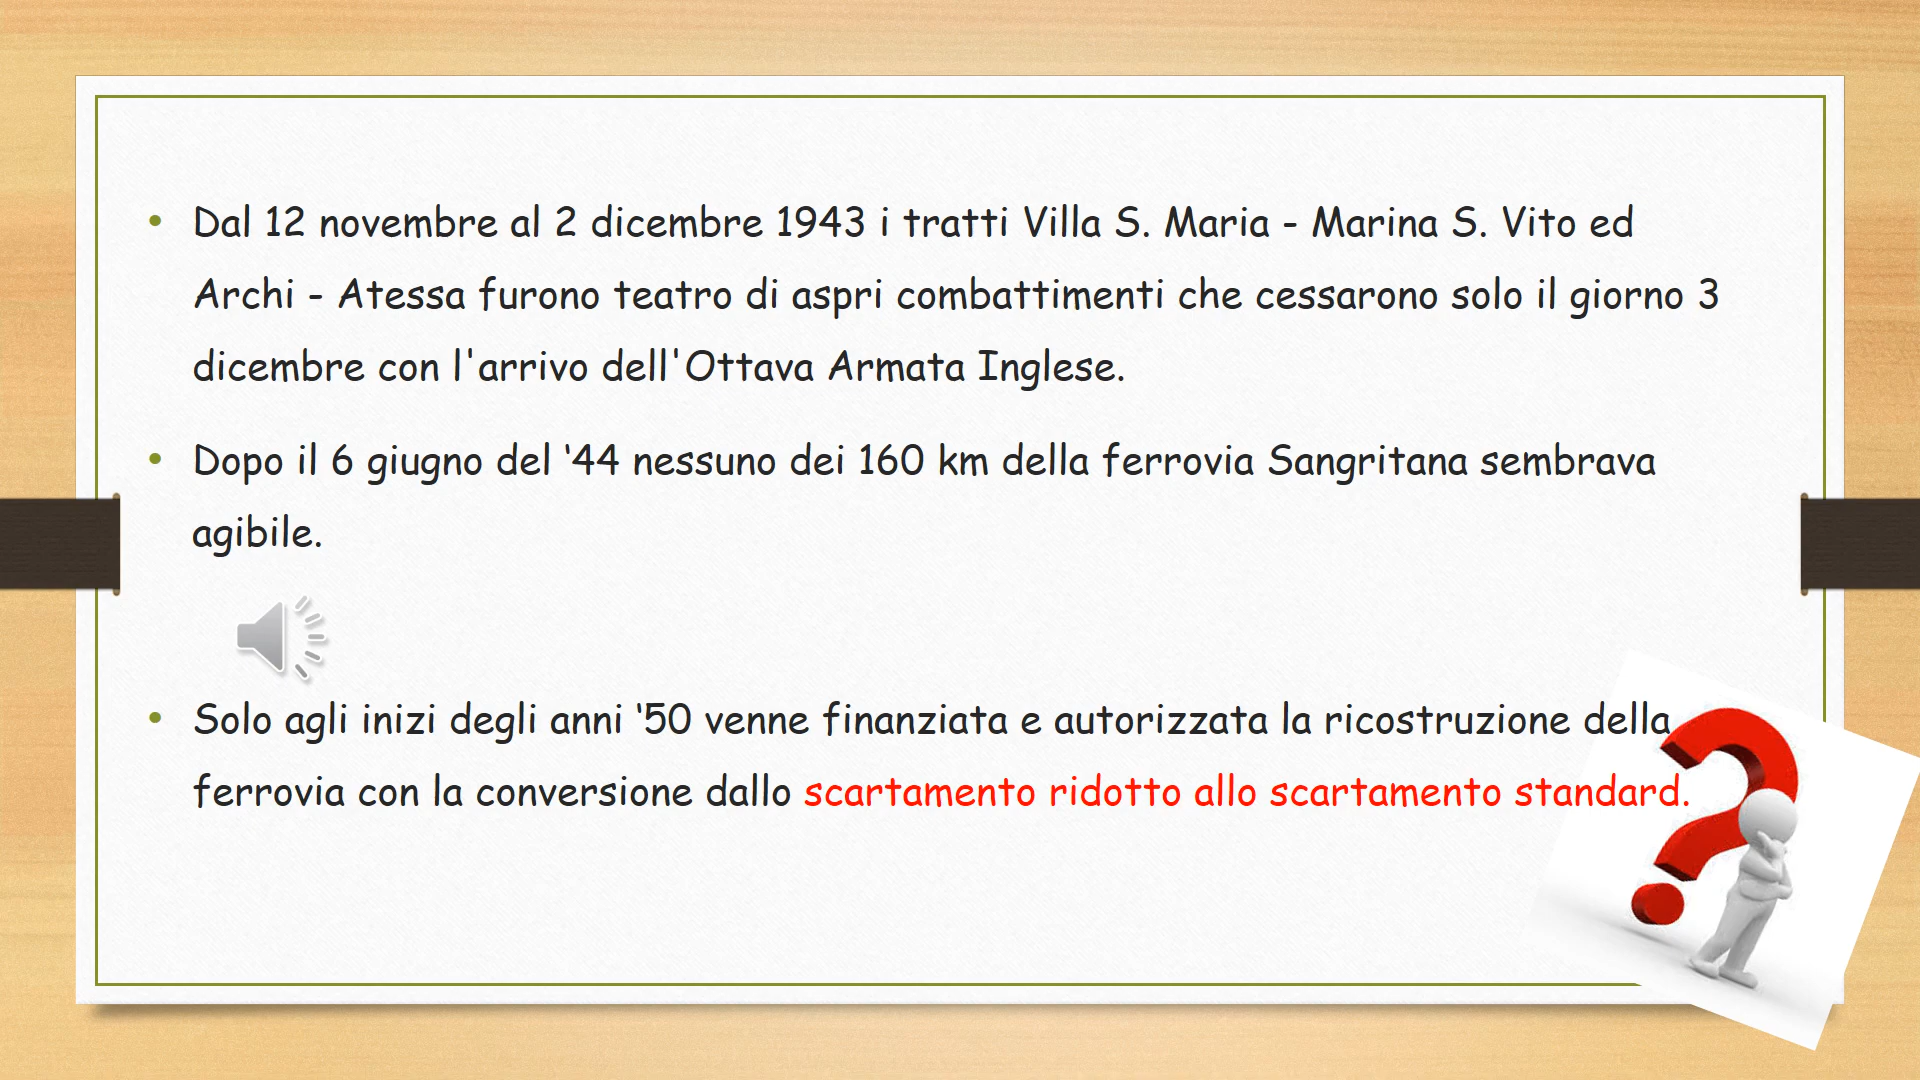 • Dal 12 novembre al 2 dicembre 1943 i tratti Villa S. Maria - Marina S. Vito ed
Archi - Atessa furono teatro di aspri combattimenti che cessarono solo il giorno 3
dicembre con l'arrivo dell'Ottava Armata Inglese.
• Dopo il 6 giugno del ‘44 nessuno dei 160 km della ferrovia Sangritana sembrava
agibile.
• Solo agli inizi degli anni ‘50 venne finanziata e autorizzata la ricostruzione della
ferrovia con la conversione dallo scartamento ridotto allo scartamento standard.